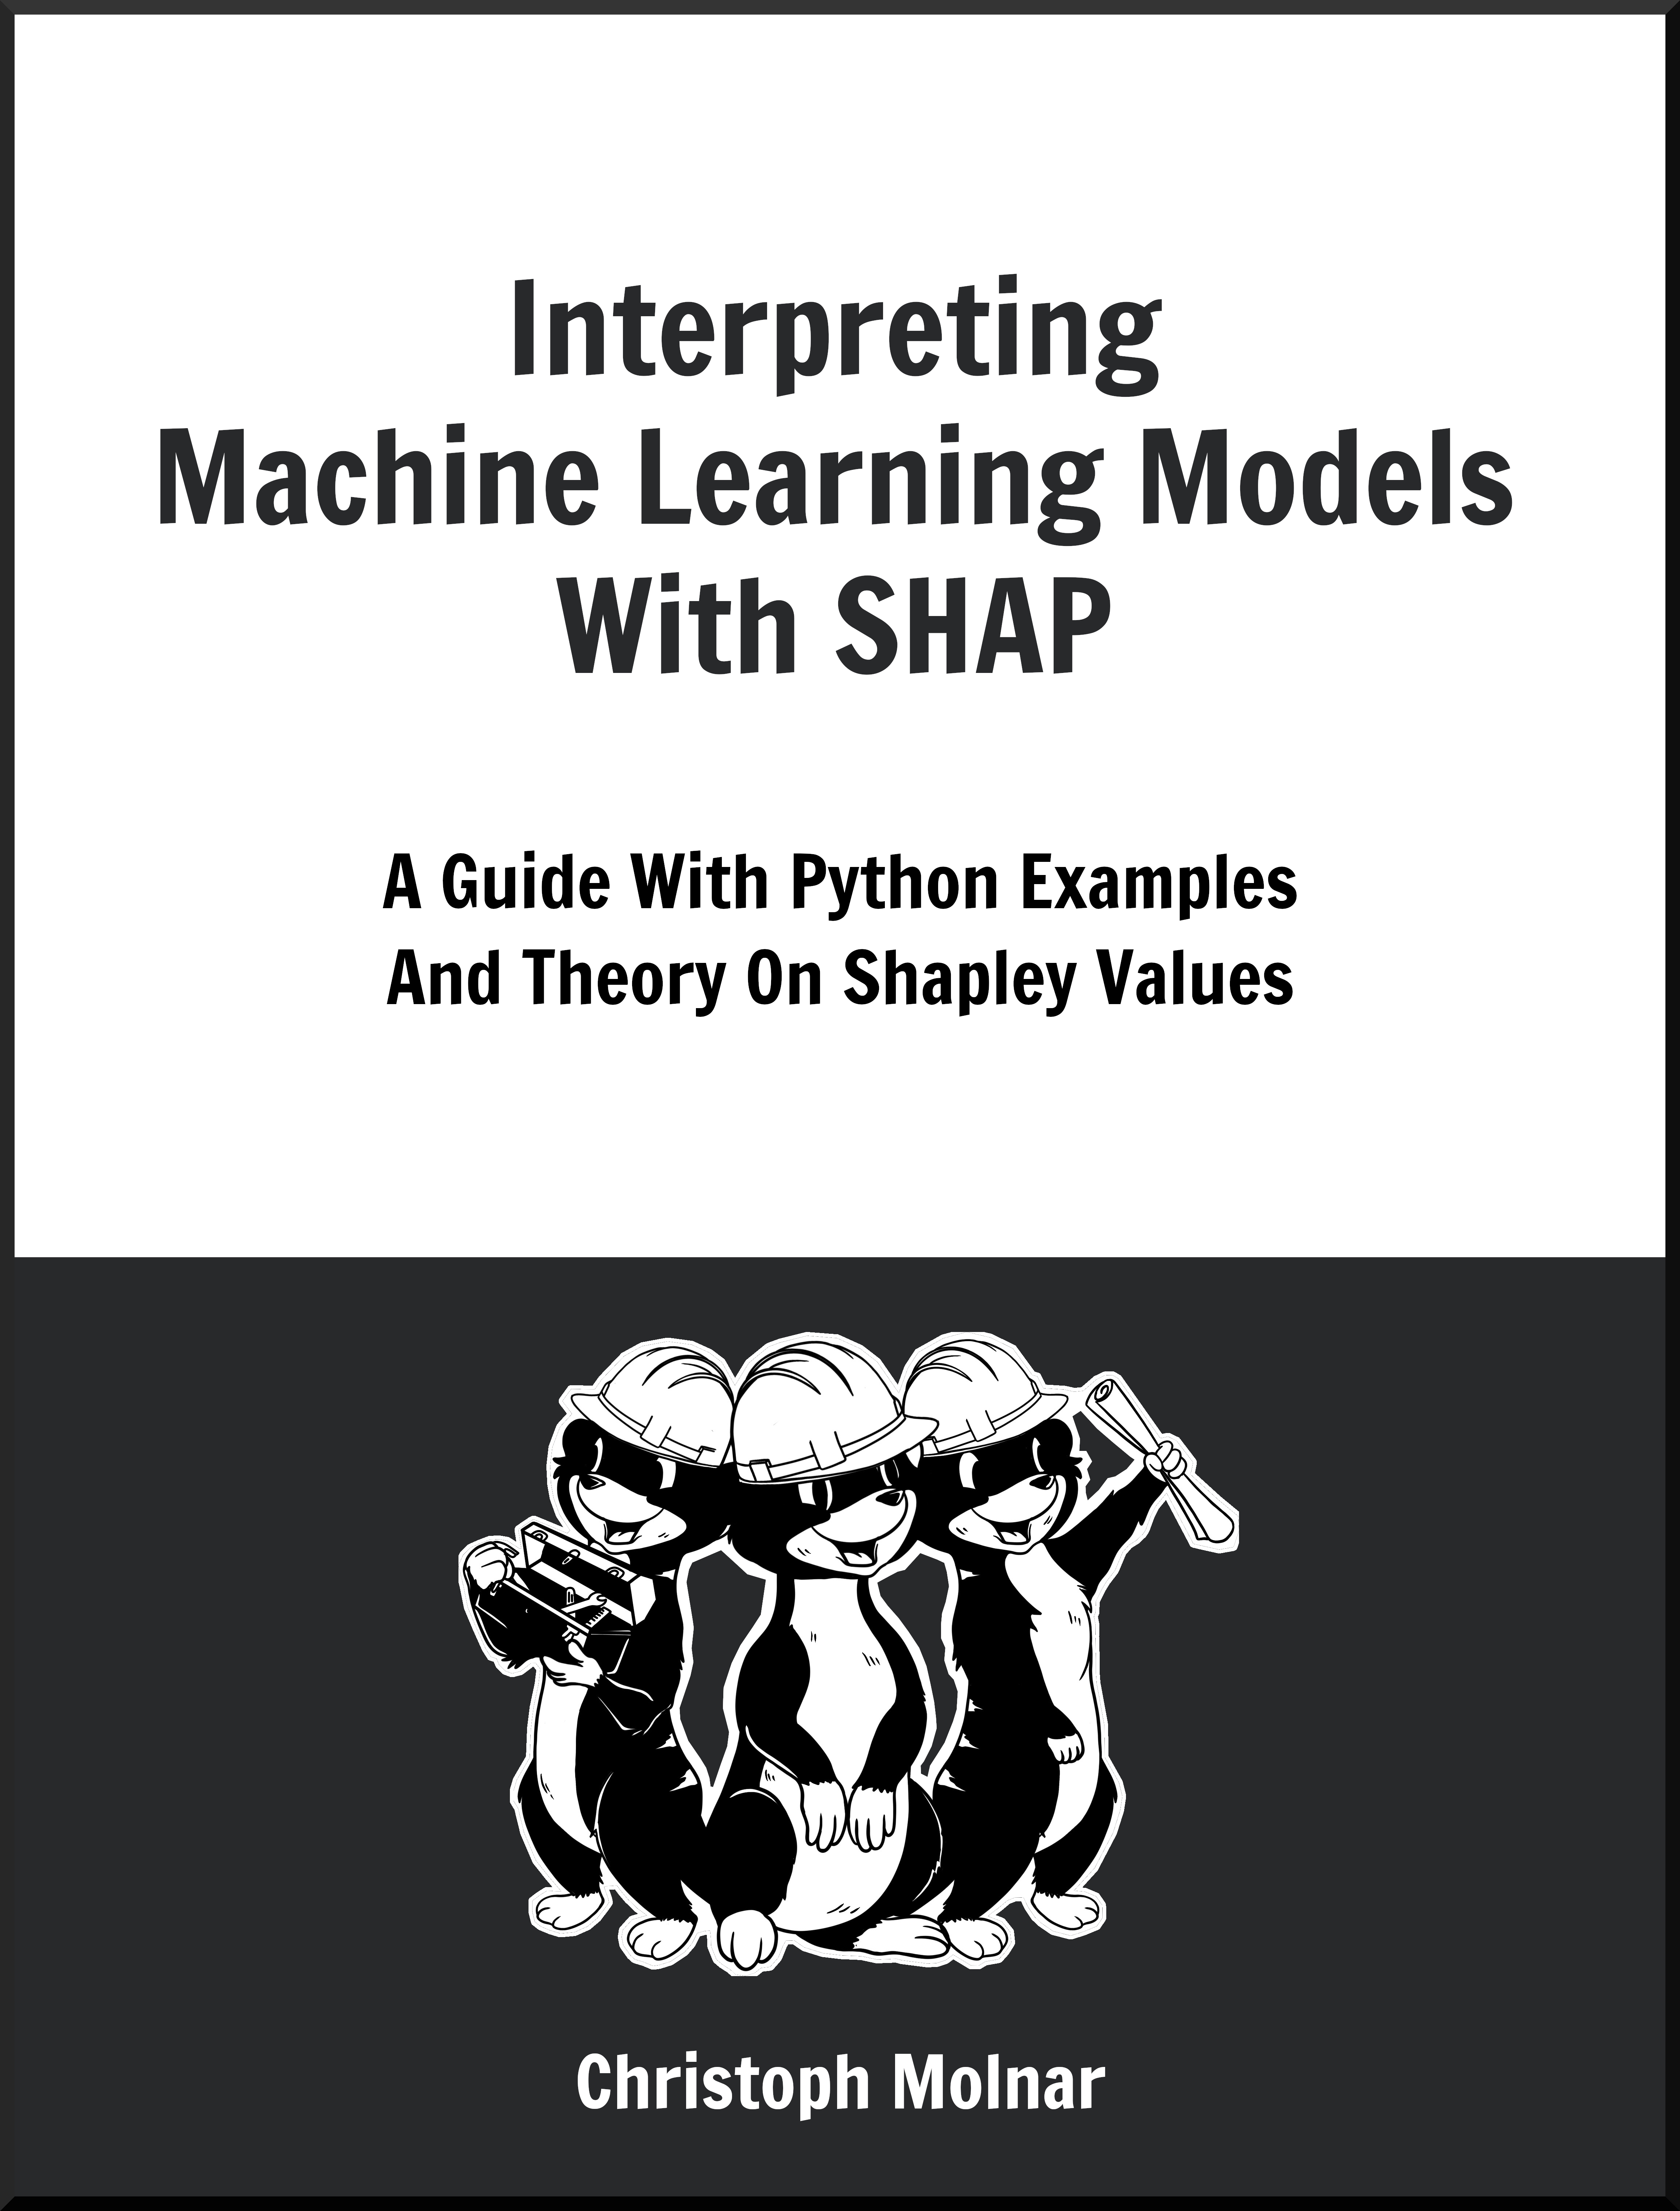 Interpreting
Machine Learning Models
With SHAP
A Guide With Python Examples
And Theory On Shapley Values
Christoph Molnar